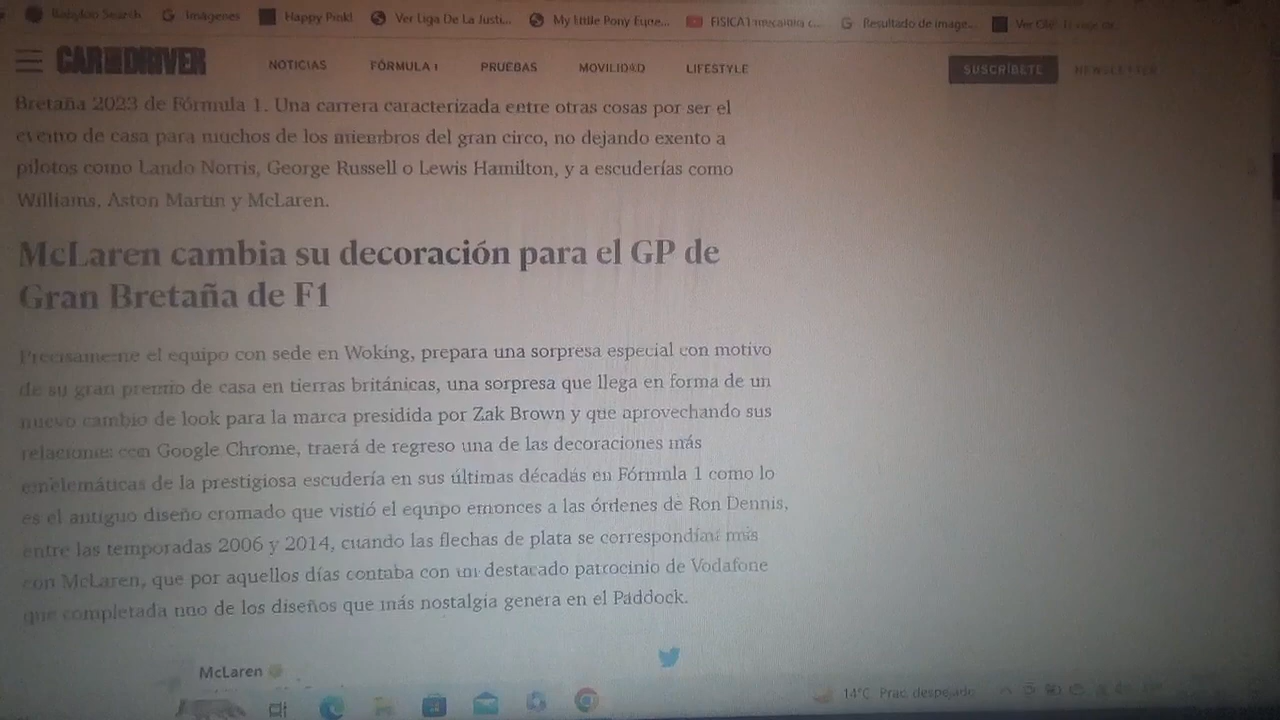 Babylon Search Imágenes Happy Pink! Ver Liga De La Justi... My little Pony Eque... FISICA1 mecánica c... Resultado de image... Ver
CAR AND DRIVER NOTICIAS FÓRMULA 1 PRUEBAS MOVILIDAD LIFESTYLE SUSCRÍBETE NEWSLETTER
Bretaña 2023 de Fórmula 1. Una carrera caracterizada entre otras cosas por ser el
evento de casa para muchos de los miembros del gran circo, no dejando exento a
pilotos como Lando Norris, George Russell o Lewis Hamilton, y a escuderías como
Williams, Aston Martin y McLaren.
McLaren cambia su decoración para el GP de
Gran Bretaña de F1
Precisamente el equipo con sede en Woking, prepara una sorpresa especial con motivo
de su gran premio de casa en tierras británicas, una sorpresa que llega en forma de un
nuevo cambio de look para la marca presidida por Zak Brown y que aprovechando sus
relaciones con Google Chrome, traerá de regreso una de las decoraciones más
emblemáticas de la prestigiosa escudería en sus últimas décadas en Fórmula 1 como lo
es el antiguo diseño cromado que vistió el equipo entonces a las órdenes de Ron Dennis,
entre las temporadas 2006 y 2014, cuando las flechas de plata se correspondían más
con McLaren, que por aquellos días contaba con un destacado patrocinio de Vodafone
que completada uno de los diseños que más nostalgia genera en el Paddock.
McLaren
14°C Prac. despejado